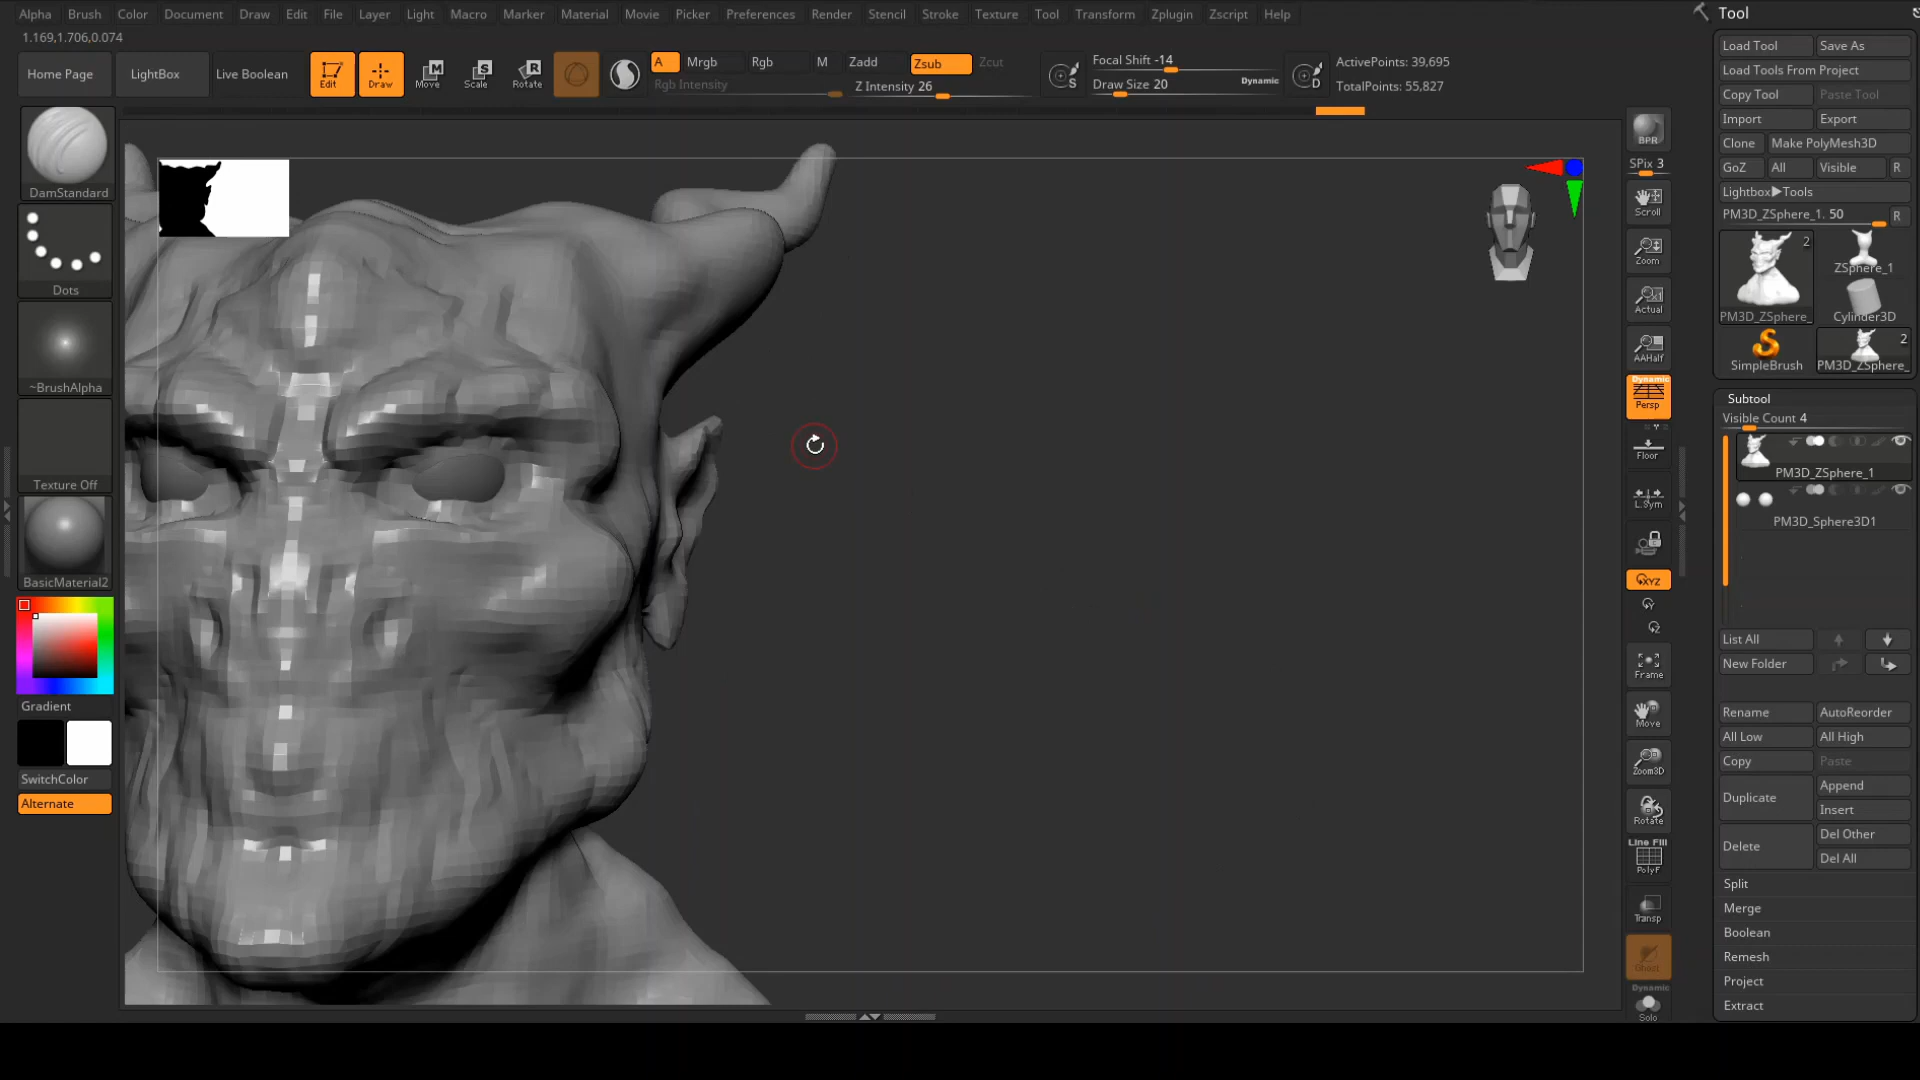 Alpha Brush Color Document Draw Edit File Layer Light Macro Marker Material Movie Picker Preferences Render Stencil Stroke Texture Tool Transform Zplugin Zscript Help
1.169,1.706,0.074
Home Page LightBox Live Boolean Edit Draw Move Scale Rotate
A Mrgb Rgb M Zadd Zsub Zcut
Rgb Intensity Z Intensity 26
Focal Shift -14
Draw Size 20 Dynamic
S
D
ActivePoints: 39,695
TotalPoints: 55,827
DamStandard
Dots
~BrushAlpha
Texture Off
BasicMaterial2
Gradient
SwitchColor
Alternate
BPR
SPix 3
Scroll
Zoom
Actual
AAHalf
Dynamic
Persp
Floor
L.Sym
XYZ
Y
Z
Frame
Move
Zoom3D
Rotate
Line Fill
PolyF
Transp
Ghost
Dynamic
Solo
Tool
Load Tool Save As
Load Tools From Project
Copy Tool Paste Tool
Import Export
Clone Make PolyMesh3D
GoZ All Visible R
Lightbox▶Tools
PM3D_ZSphere_1. 50 R
2
ZSphere_1
PM3D_ZSphere_ Cylinder3D
2
SimpleBrush PM3D_ZSphere_
Subtool
Visible Count 4
PM3D_ZSphere_1
PM3D_Sphere3D1
List All
New Folder
Rename AutoReorder
All Low All High
Copy Paste
Duplicate Append
Insert
Delete Del Other
Del All
Split
Merge
Boolean
Remesh
Project
Extract